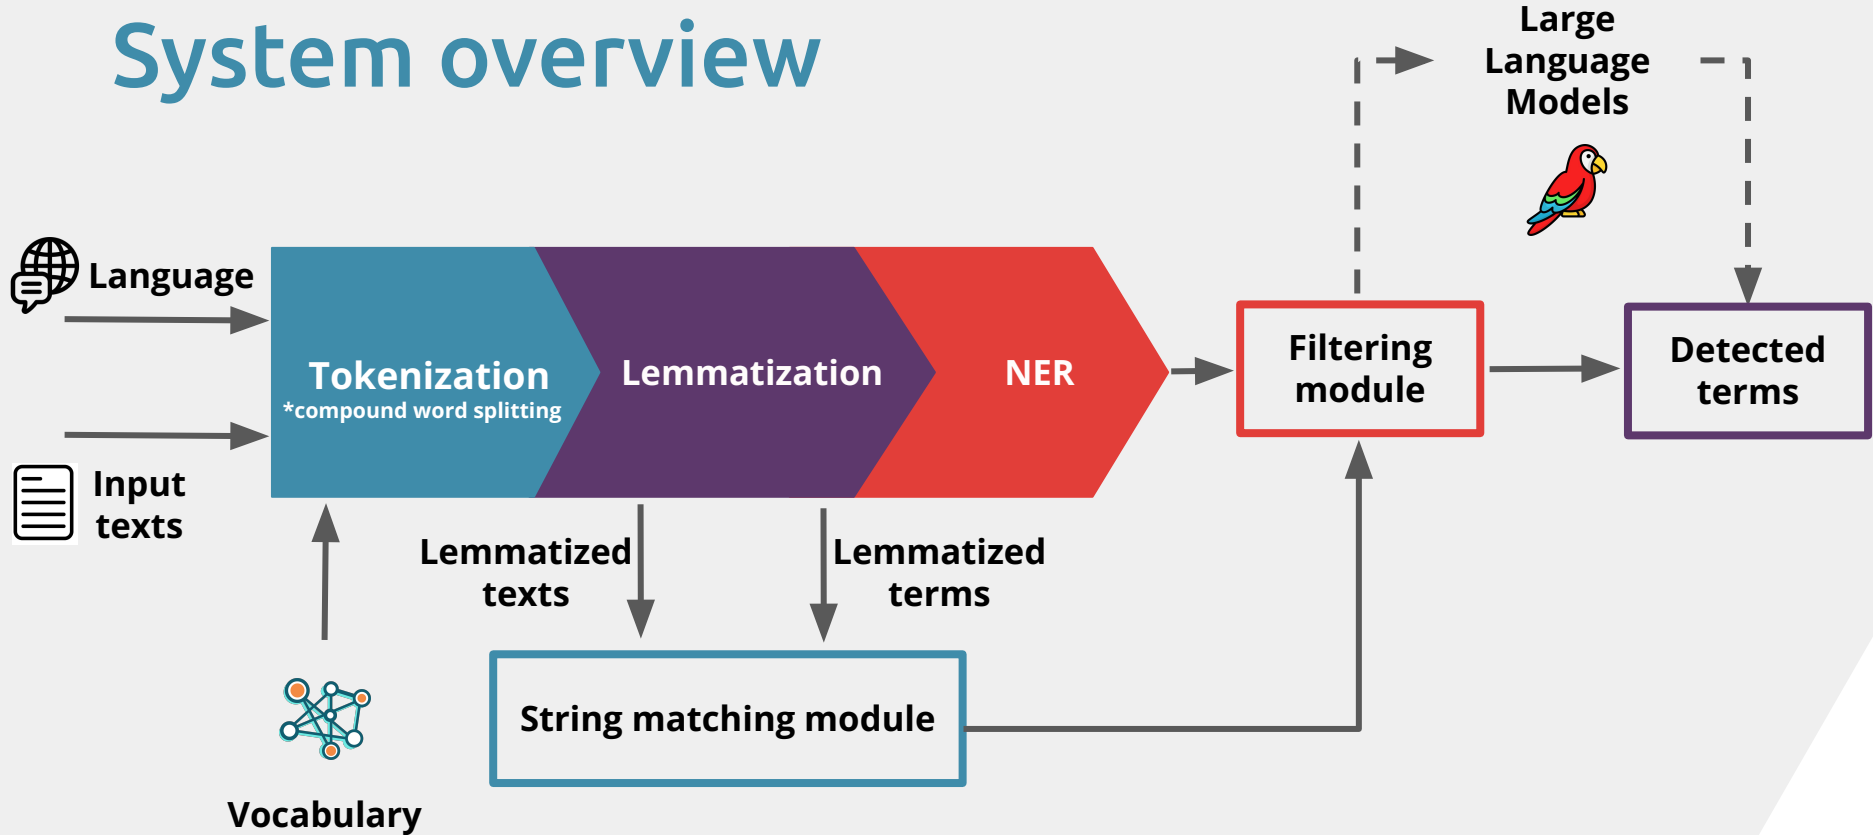 System overview
Large
Language
Models
Language
Tokenization
*compound word splitting
Lemmatization
NER
Filtering
module
Detected
terms
Input
texts
Lemmatized
texts
Lemmatized
terms
String matching module
Vocabulary